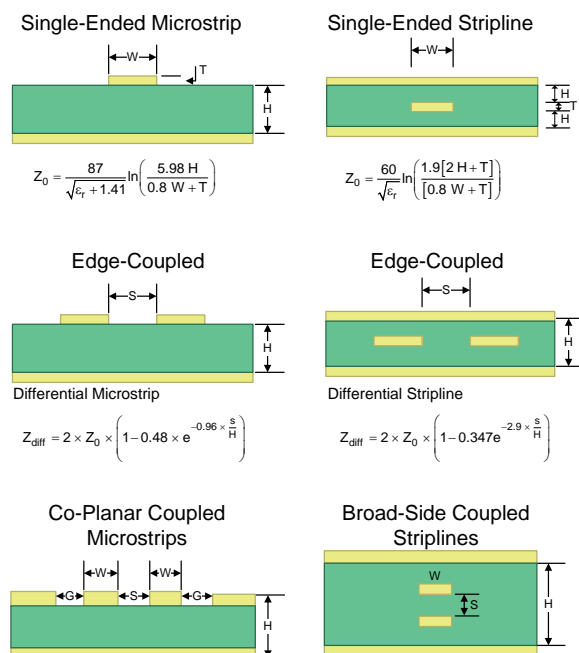 Single-Ended Microstrip
W
T
H
Z0 = 87/√(εr + 1.41) ln(5.98 H/(0.8 W + T))
Single-Ended Stripline
W
H
T
H
Z0 = 60/√εr ln(1.9[2 H + T]/[0.8 W + T])
Edge-Coupled
S
H
Differential Microstrip
Zdiff = 2 × Z0 × (1 − 0.48 × e^(−0.96 × s/H))
Edge-Coupled
S
H
Differential Stripline
Zdiff = 2 × Z0 × (1 − 0.347e^(−2.9 × s/H))
Co-Planar Coupled
Microstrips
W W
G S G
H
Broad-Side Coupled
Striplines
W
S
H